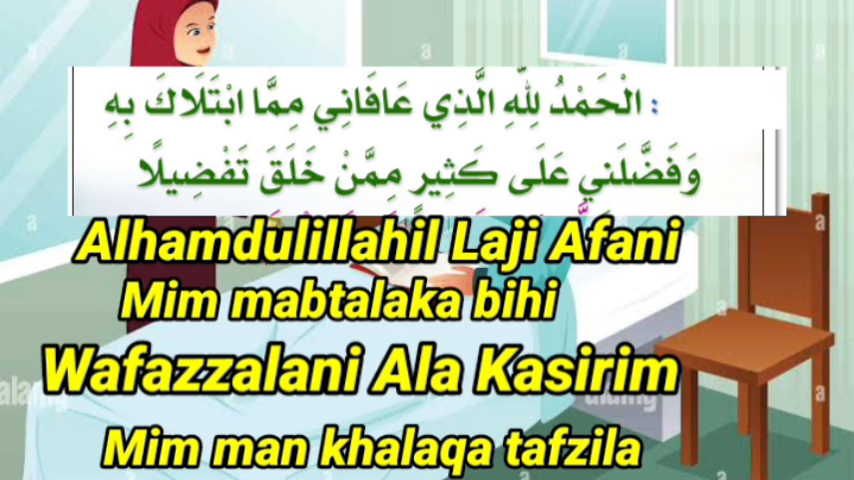 : الْحَمْدُ لِلَّهِ الَّذِي عَافَانِي مِمَّا ابْتَلَاكَ بِهِ
وَفَضَّلَنِي عَلَى كَثِيرٍ مِمَّنْ خَلَقَ تَفْضِيلًا
Alhamdulillahil Laji Afani
Mim mabtalaka bihi
Wafazzalani Ala Kasirim
Mim man khalaqa tafzila